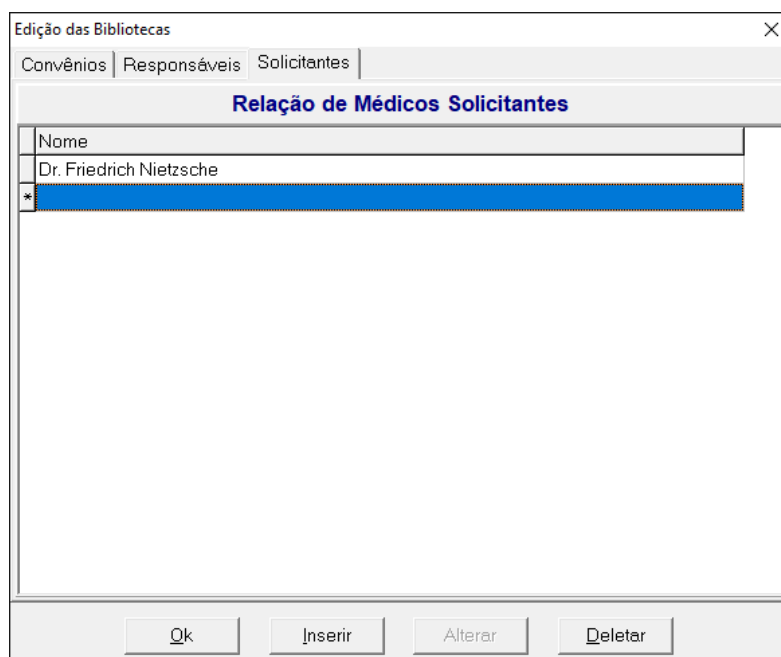 Edição das Bibliotecas
Convênios Responsáveis Solicitantes
Relação de Médicos Solicitantes
Nome
Dr. Friedrich Nietzsche
*
Ok Inserir Alterar Deletar